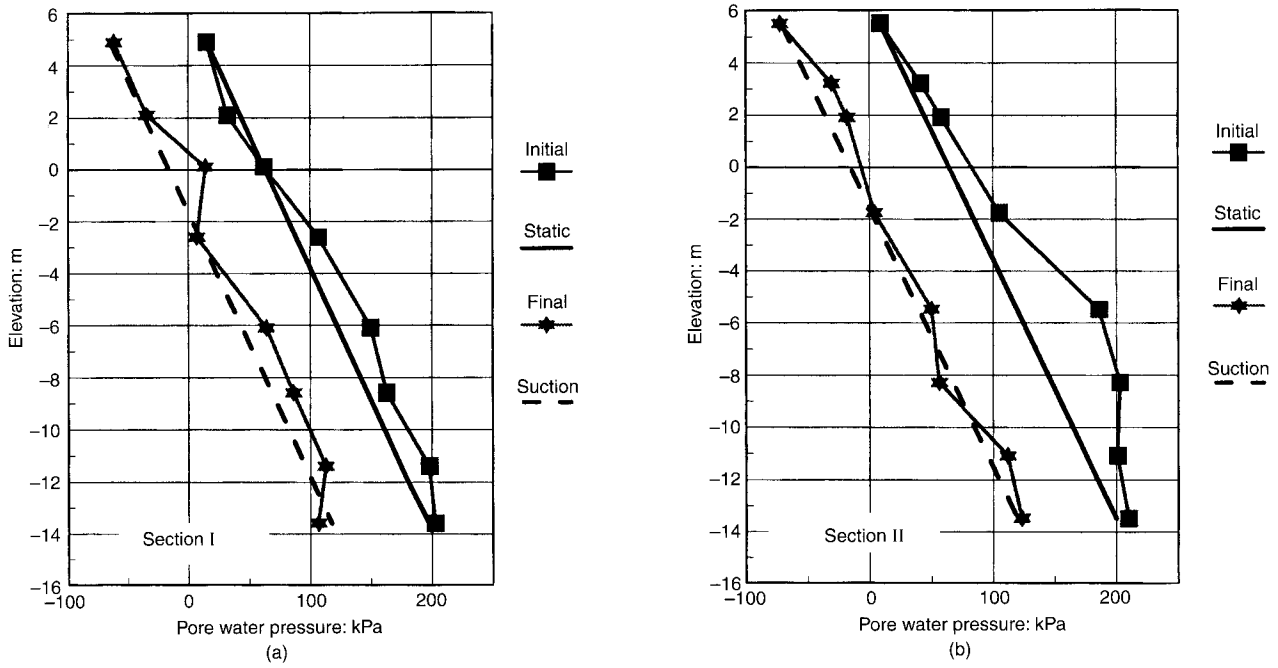 6
4
2
0
−2
−4
−6
−8
−10
−12
−14
−16
Elevation: m
−100
0
100
200
Pore water pressure: kPa
(a)
Section I
Initial
Static
Final
Suction
6
4
2
0
−2
−4
−6
−8
−10
−12
−14
−16
Elevation: m
−100
0
100
200
Pore water pressure: kPa
(b)
Section II
Initial
Static
Final
Suction